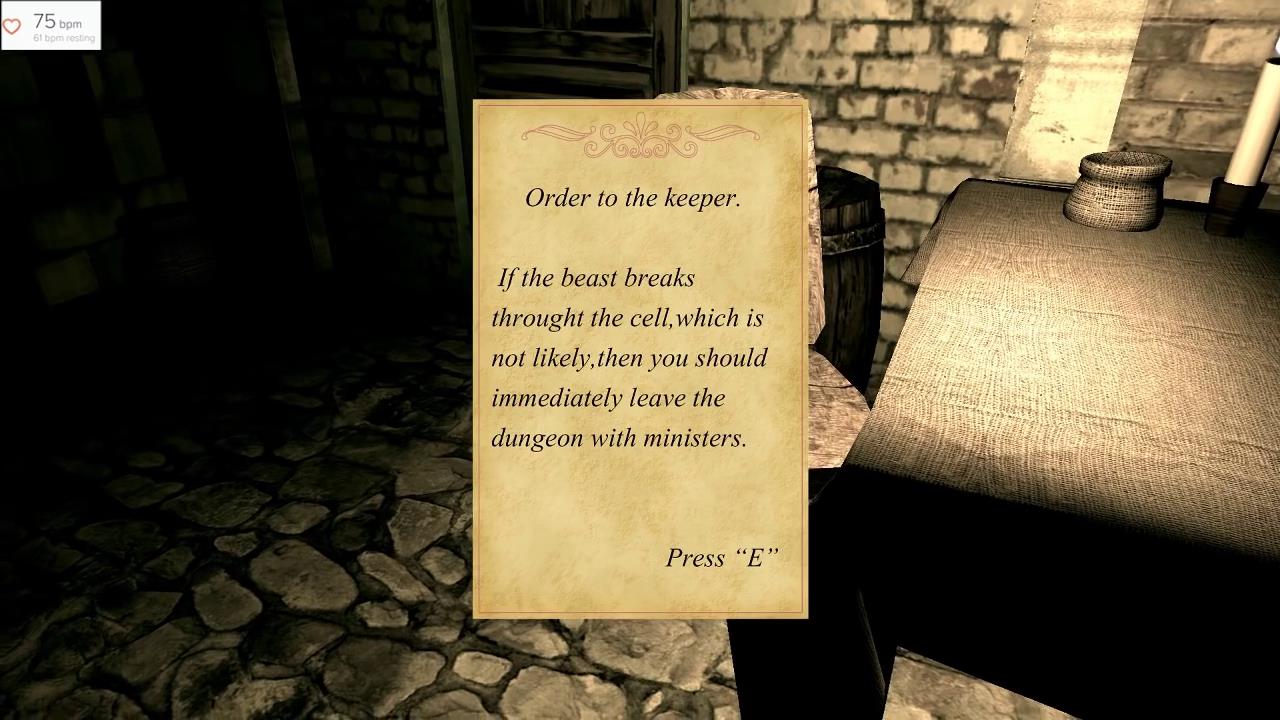 75 bpm
61 bpm resting
Order to the keeper.
If the beast breaks
throught the cell,which is
not likely,then you should
immediately leave the
dungeon with ministers.
Press “E”